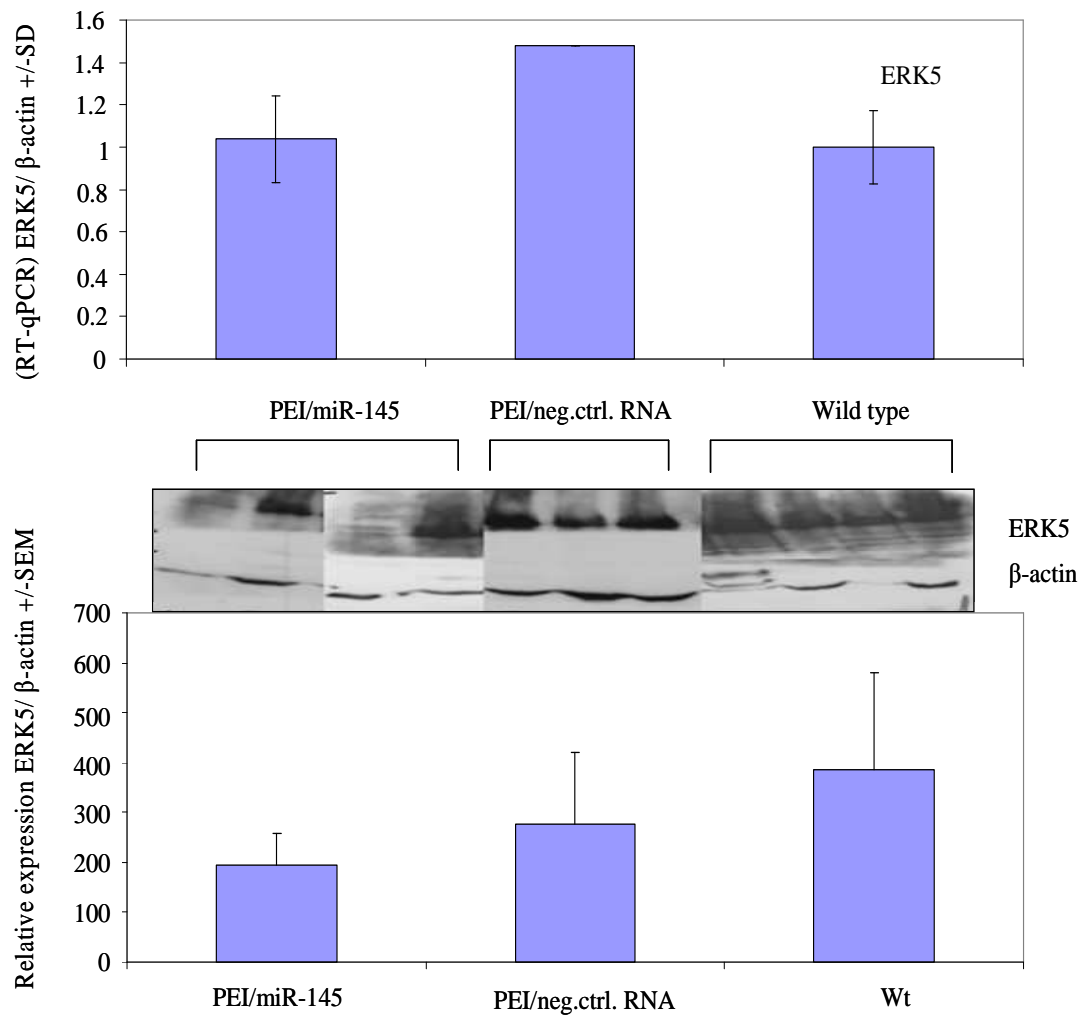 (RT-qPCR) ERK5/ β-actin +/-SD
1.6
1.4
1.2
1
0.8
0.6
0.4
0.2
0
ERK5
PEI/miR-145
PEI/neg.ctrl. RNA
Wild type
ERK5
β-actin
Relative expression ERK5/ β-actin +/-SEM
700
600
500
400
300
200
100
0
PEI/miR-145
PEI/neg.ctrl. RNA
Wt